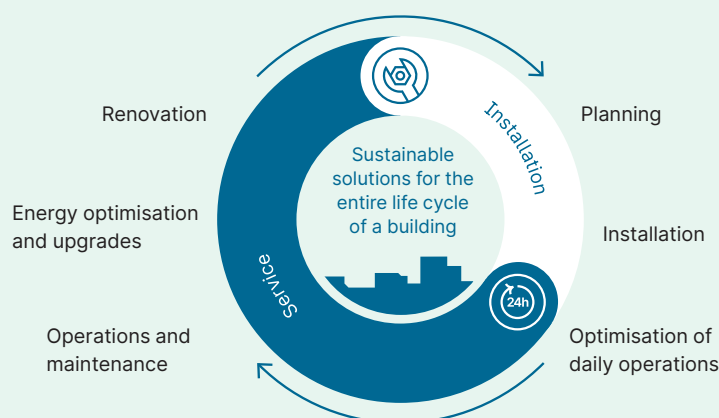 Renovation
Planning
Installation
Sustainable
solutions for the
entire life cycle
of a building
Energy optimisation
and upgrades
Installation
Service
24h
Operations and
maintenance
Optimisation of
daily operations